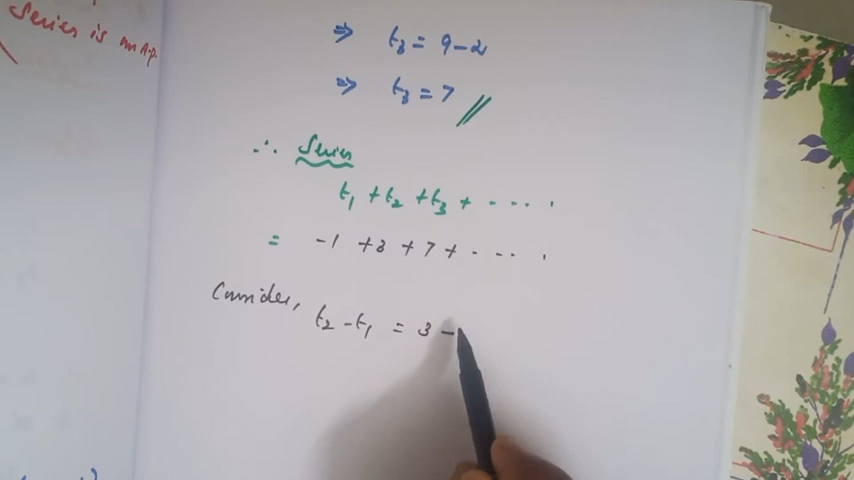 Series is an A.P.
⇒ t₃ = 9 - 2
⇒ t₃ = 7 //
∴ Series
t₁ + t₂ + t₃ + - - - - .
= -1 + 3 + 7 + - - - .
Consider,
t₂ - t₁ = 3 -